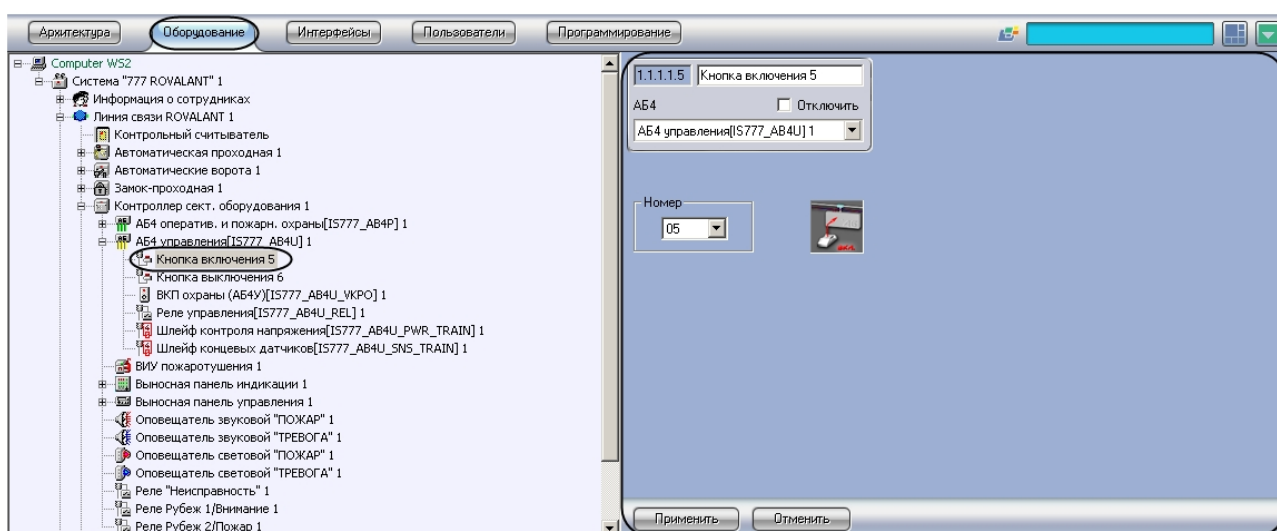 Архитектура
Оборудование
Интерфейсы
Пользователи
Программирование
Computer WS2
Система "777 ROVALANT" 1
Информация о сотрудниках
Линия связи ROVALANT 1
Контрольный считыватель
Автоматическая проходная 1
Автоматические ворота 1
Замок-проходная 1
Контроллер сект. оборудования 1
АБ4 оператив. и пожарн. охраны[IS777_AB4P] 1
АБ4 управления[IS777_AB4U] 1
Кнопка включения 5
Кнопка выключения 6
ВКП охраны (АБ4У)[IS777_AB4U_VKPO] 1
Реле управления[IS777_AB4U_REL] 1
Шлейф контроля напряжения[IS777_AB4U_PWR_TRAIN] 1
Шлейф концевых датчиков[IS777_AB4U_SNS_TRAIN] 1
ВИУ пожаротушения 1
Выносная панель индикации 1
Выносная панель управления 1
Оповещатель звуковой "ПОЖАР" 1
Оповещатель звуковой "ТРЕВОГА" 1
Оповещатель световой "ПОЖАР" 1
Оповещатель световой "ТРЕВОГА" 1
Реле "Неисправность" 1
Реле Рубеж 1/Внимание 1
Реле Рубеж 2/Пожар 1
1.1.1.1.5 Кнопка включения 5
АБ4 Отключить
АБ4 управления[IS777_AB4U] 1
Номер
05
Применить
Отменить